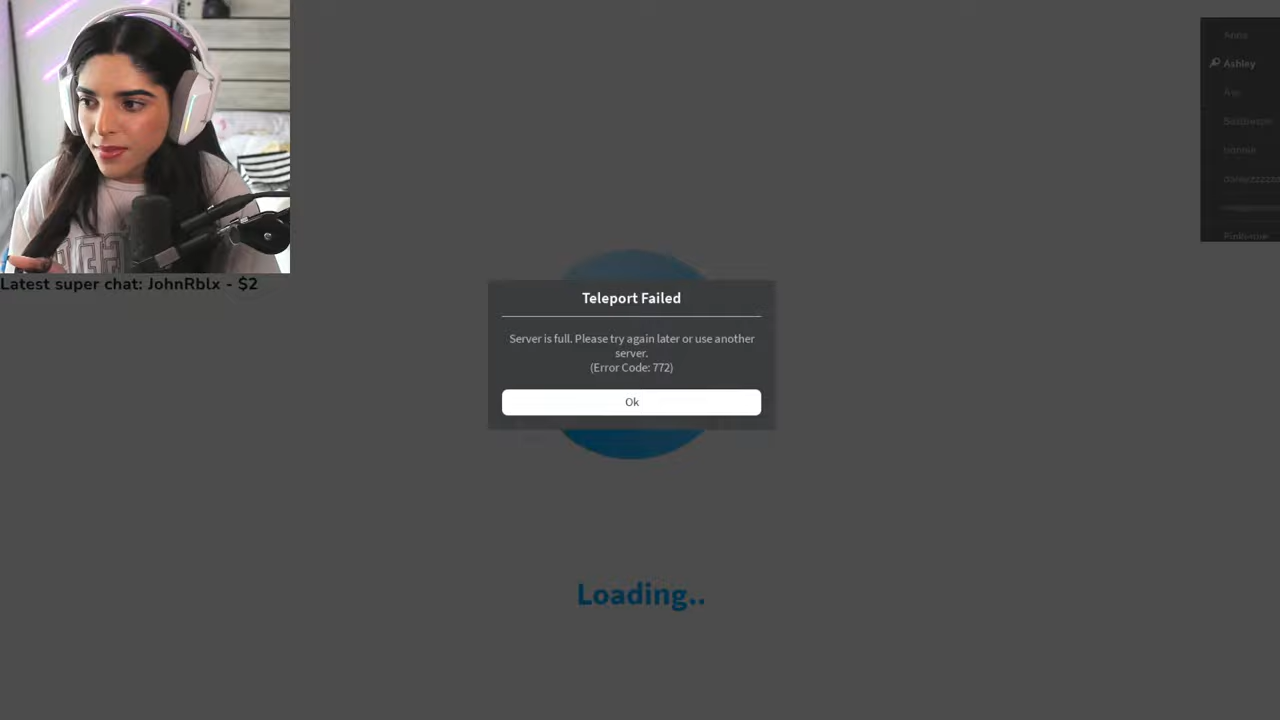 Anna
Ashley
Latest super chat: JohnRblx - $2
Teleport Failed
Server is full. Please try again later or use another
server.
(Error Code: 772)
Ok
Loading..